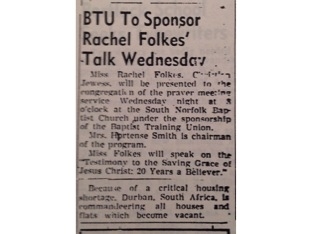 BTU To Sponsor
Rachel Folkes'
Talk Wednesday
Miss Rachel Folkes,
Jewess, will be presented to the
congregation of the prayer meeting
service Wednesday night at 8
o'clock at the South Norfolk Bap-
tist Church under the sponsorship
of the Baptist Training Union.
Mrs. Hortense Smith is chairman
of the program.
Miss Folkes will speak on the
"Testimony to the Saving Grace of
Jesus Christ: 20 Years a Believer."
Because of a critical housing
shortage, Durban, South Africa, is
commandeering all houses and
flats which become vacant.